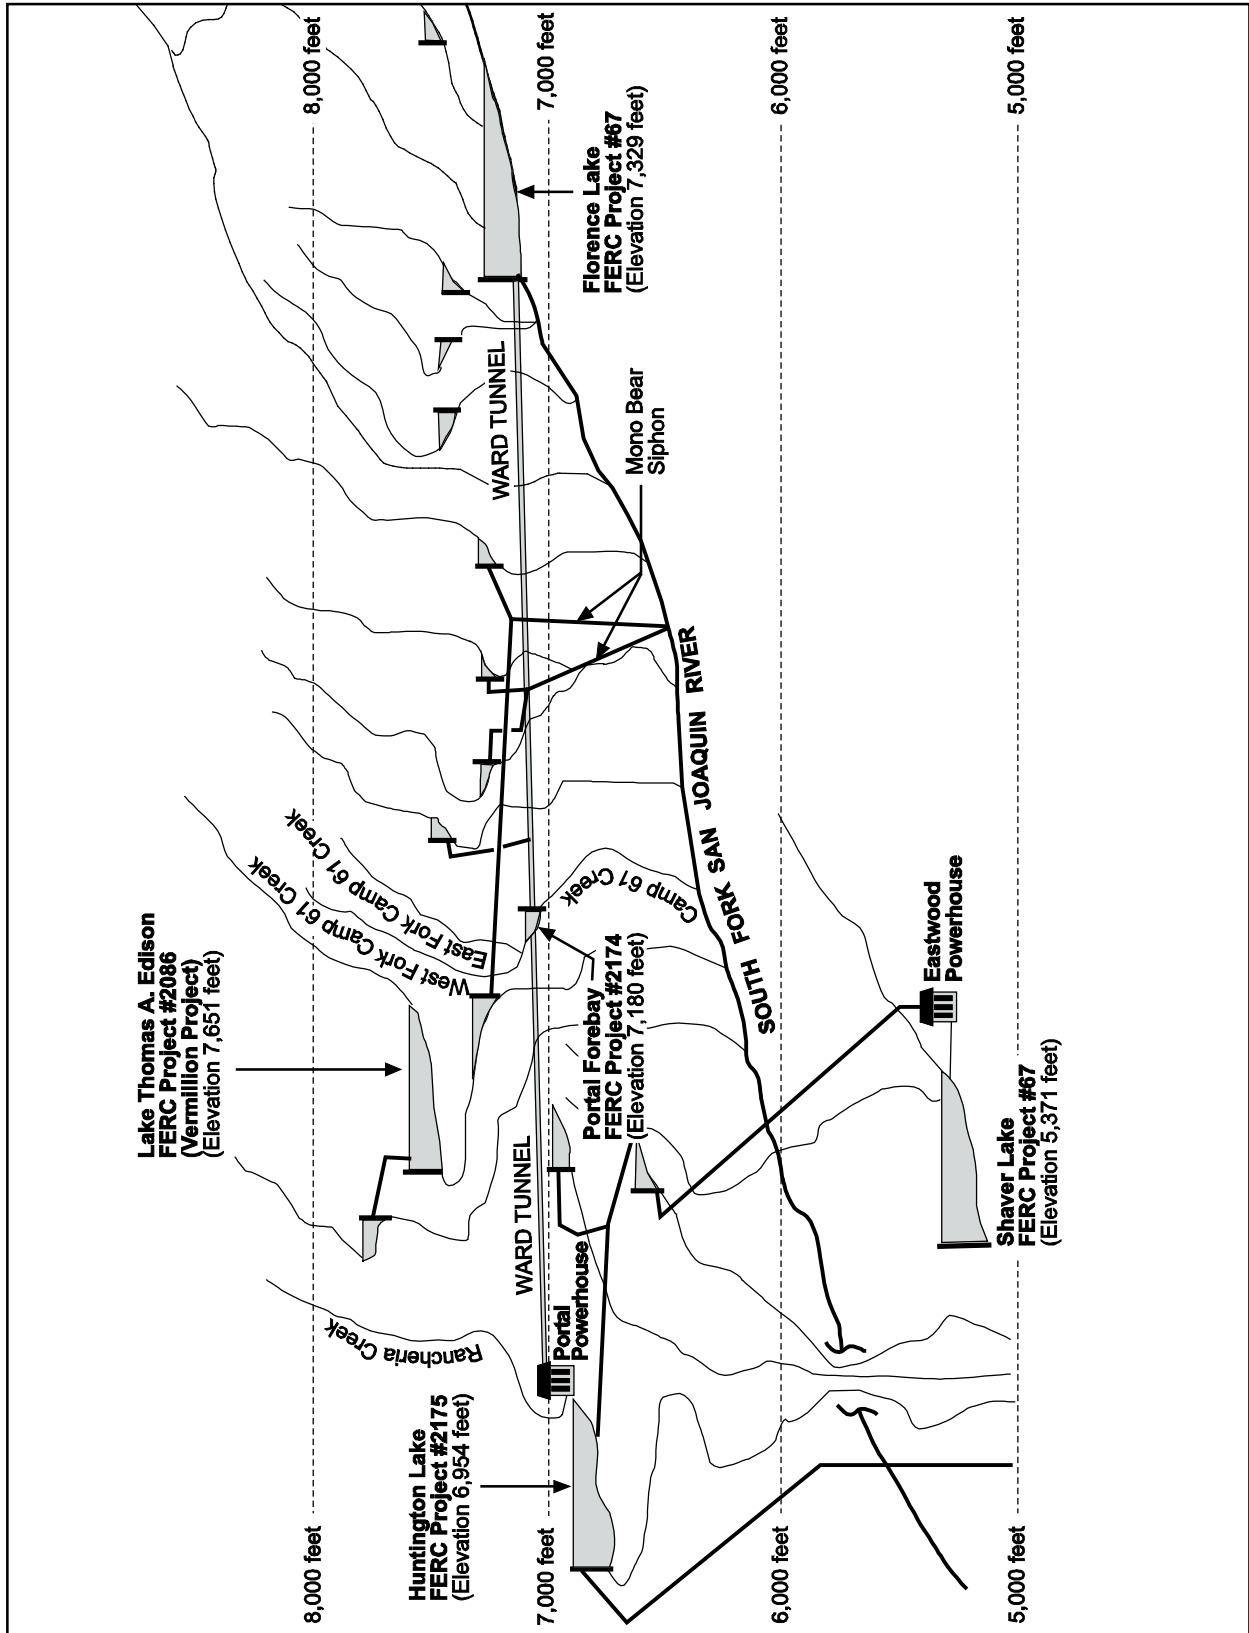 8,000 feet
7,000 feet
6,000 feet
5,000 feet
8,000 feet
7,000 feet
6,000 feet
5,000 feet
Lake Thomas A. Edison
FERC Project #2086
(Vermillion Project)
(Elevation 7,651 feet)
Huntington Lake
FERC Project #2175
(Elevation 6,954 feet)
Rancheria Creek
Portal
Powerhouse
WARD TUNNEL
West Fork Camp 61 Creek
East Fork Camp 61 Creek
Camp 61 Creek
Portal Forebay
FERC Project #2174
(Elevation 7,180 feet)
WARD TUNNEL
Mono Bear
Siphon
Florence Lake
FERC Project #67
(Elevation 7,329 feet)
SOUTH FORK SAN JOAQUIN RIVER
Eastwood
Powerhouse
Shaver Lake
FERC Project #67
(Elevation 5,371 feet)